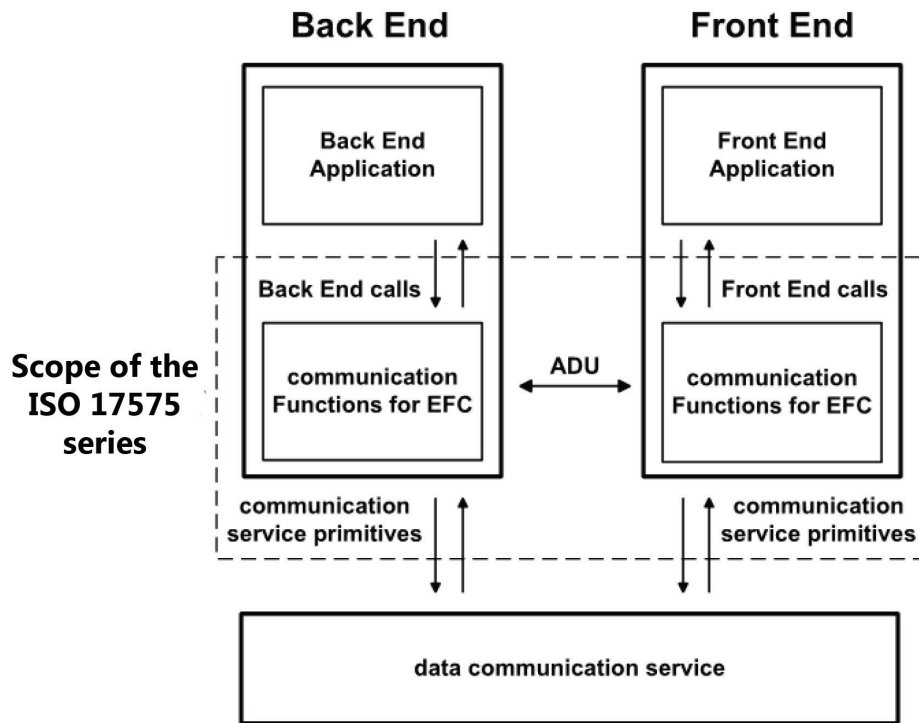 Back End
Front End
Back End
Application
Front End
Application
Back End calls
Front End calls
Scope of the
ISO 17575
series
communication
Functions for EFC
ADU
communication
Functions for EFC
communication
service primitives
communication
service primitives
data communication service